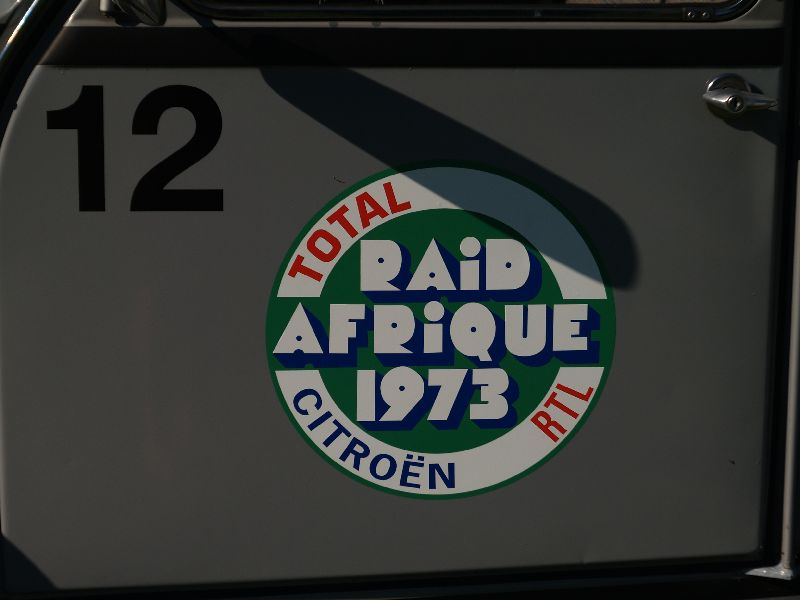 12
TOTAL
RAiD
AFRiQUE
1973
CITROËN
RTL